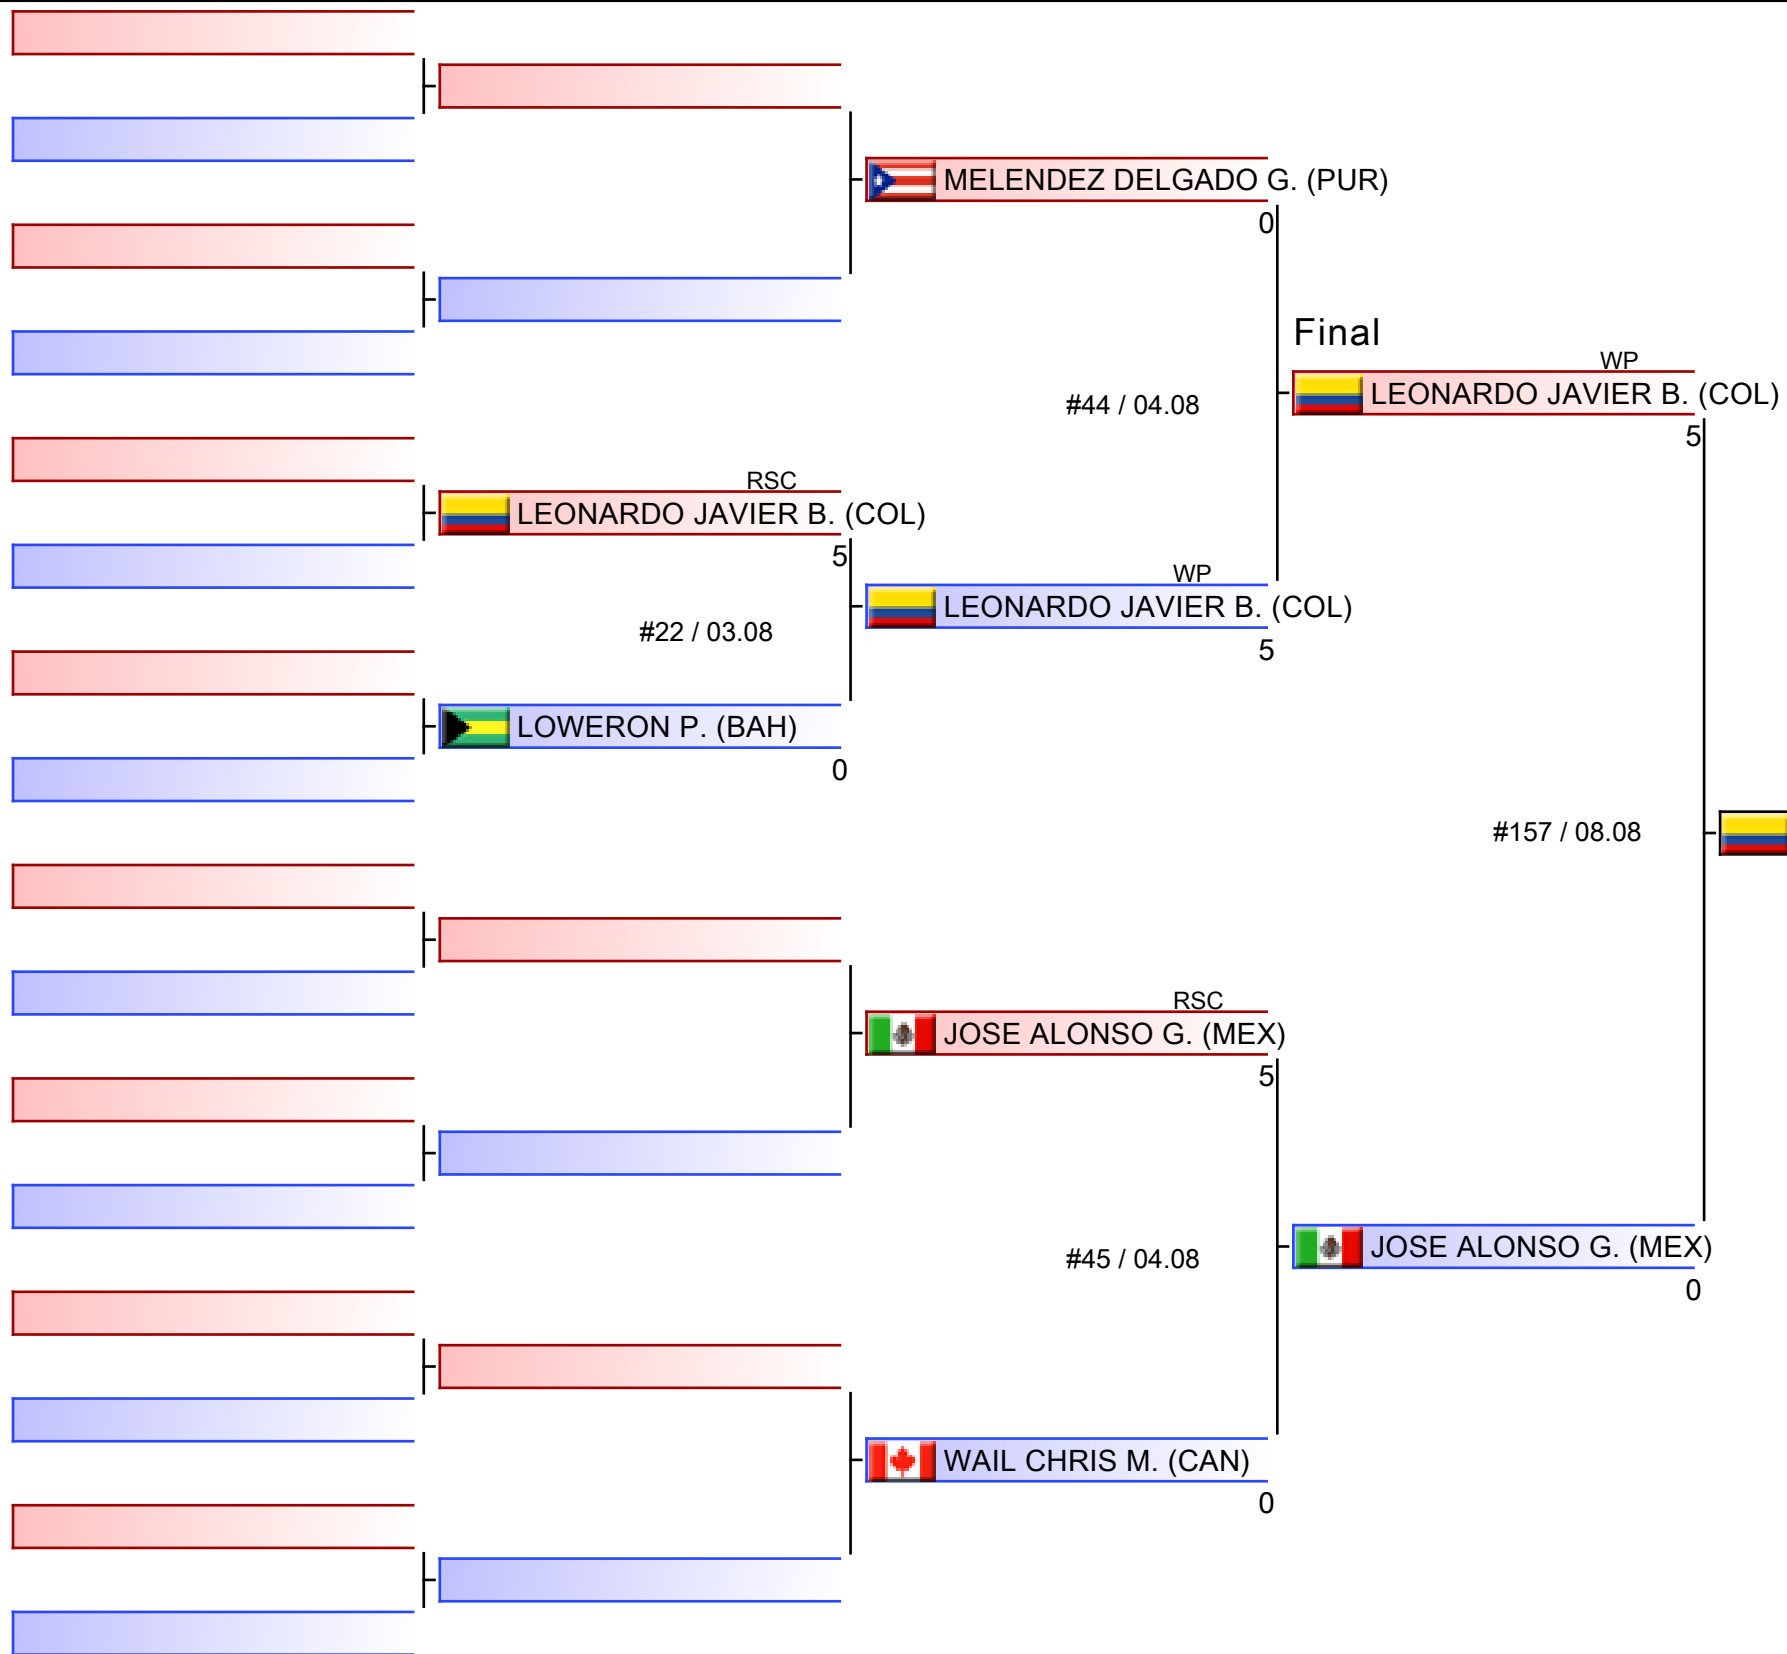 MELENDEZ DELGADO G. (PUR)
0
Final
WP
LEONARDO JAVIER B. (COL)
5
#44 / 04.08
RSC
LEONARDO JAVIER B. (COL)
5
WP
LEONARDO JAVIER B. (COL)
5
#22 / 03.08
LOWERON P. (BAH)
0
#157 / 08.08
RSC
JOSE ALONSO G. (MEX)
5
#45 / 04.08
JOSE ALONSO G. (MEX)
0
WAIL CHRIS M. (CAN)
0